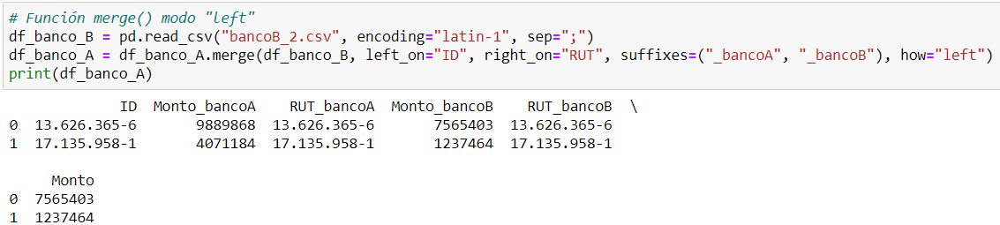 # Función merge() modo "left"
df_banco_B = pd.read_csv("bancoB_2.csv", encoding="latin-1", sep=";")
df_banco_A = df_banco_A.merge(df_banco_B, left_on="ID", right_on="RUT", suffixes=("_bancoA", "_bancoB"), how="left")
print(df_banco_A)
ID Monto_bancoA RUT_bancoA Monto_bancoB RUT_bancoB \
0 13.626.365-6 9889868 13.626.365-6 7565403 13.626.365-6
1 17.135.958-1 4071184 17.135.958-1 1237464 17.135.958-1
Monto
0 7565403
1 1237464